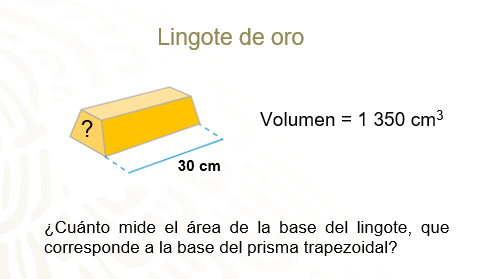 Lingote de oro
?
Volumen = 1 350 cm³
30 cm
¿Cuánto mide el área de la base del lingote, que
corresponde a la base del prisma trapezoidal?